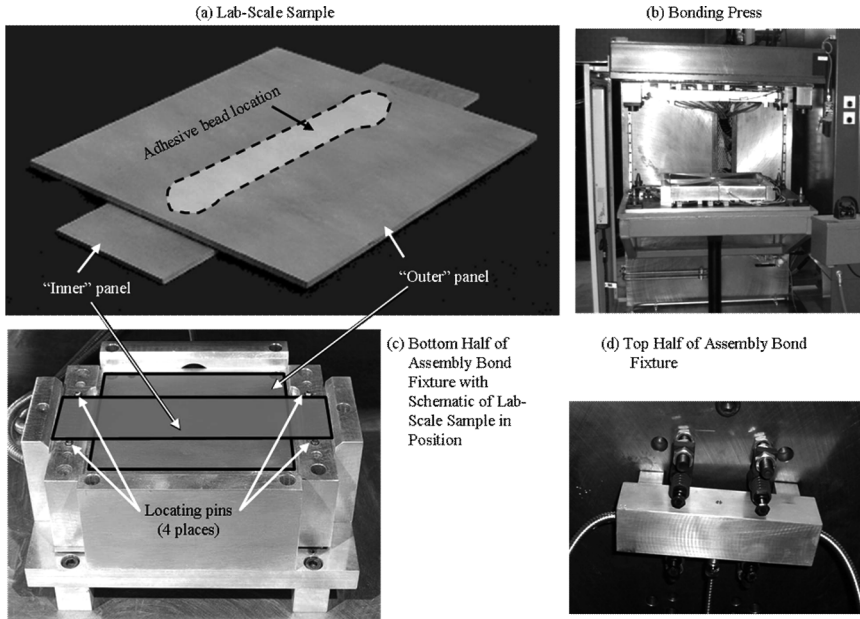 (a) Lab-Scale Sample
Adhesive bead location
“Inner” panel
“Outer” panel
(b) Bonding Press
(c) Bottom Half of
Assembly Bond
Fixture with
Schematic of Lab-
Scale Sample in
Position
Locating pins
(4 places)
(d) Top Half of Assembly Bond
Fixture